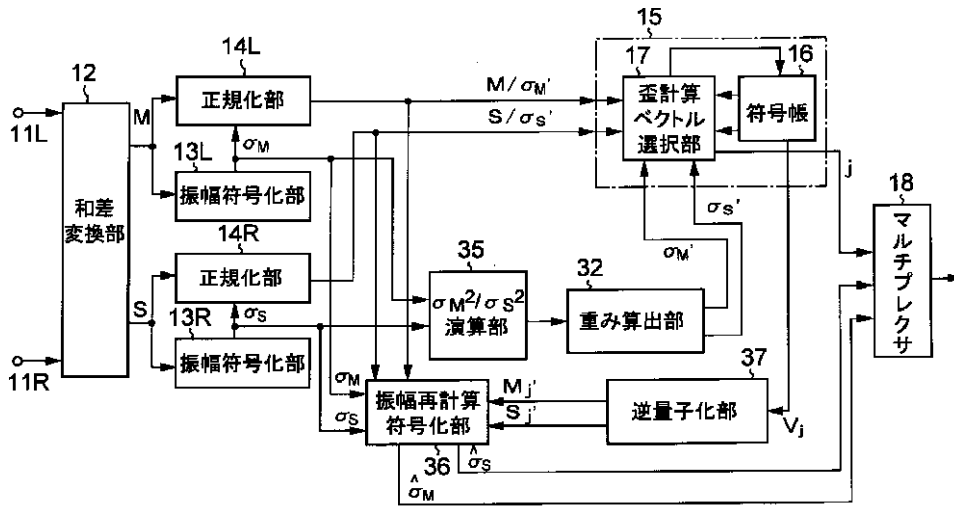 15
14L
17
16
12
正規化部
M/σM'
歪計算
ベクトル
選択部
符号帳
M
11L
S/σS'
σM
13L
振幅符号化部
j
和差
変換部
σS'
18
14R
マルチプレクサ
正規化部
35
σM'
32
S
σM²/σS²
演算部
重み算出部
13R
σS
振幅符号化部
37
σM
振幅再計算
符号化部
Mj'
Sj'
逆量子化部
11R
σS
Vj
36
σ̂S
σ̂M